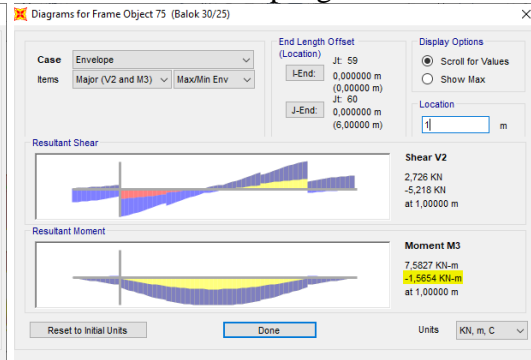 Diagrams for Frame Object 75 (Balok 30/25)
Case Envelope
Items Major (V2 and M3) Max/Min Env
End Length Offset
(Location)
Jt: 59
I-End: 0,00000 m
(0,00000 m)
Jt: 60
J-End: 0,00000 m
(6,00000 m)
Display Options
Scroll for Values
Show Max
Location
1 m
Resultant Shear
Shear V2
2,726 KN
-5,218 KN
at 1,00000 m
Resultant Moment
Moment M3
7,5827 KN-m
-1,5654 KN-m
at 1,00000 m
Reset to Initial Units
Done
Units KN, m, C